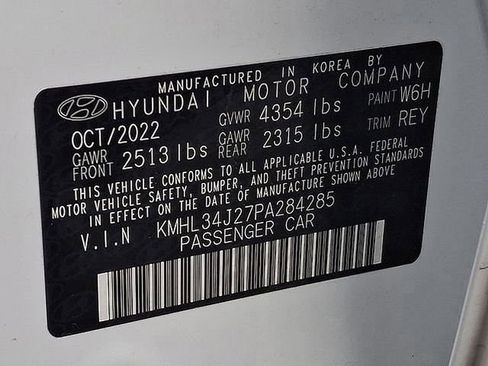 MANUFACTURED IN KOREA BY
HYUNDAI MOTOR COMPANY
OCT/2022 GVWR 4354 lbs PAINT W6H
GAWR FRONT 2513 lbs GAWR REAR 2315 lbs TRIM REY
THIS VEHICLE CONFORMS TO ALL APPLICABLE U.S.A. FEDERAL
MOTOR VEHICLE SAFETY, BUMPER, AND THEFT PREVENTION STANDARDS
IN EFFECT ON THE DATE OF MANUFACTURE SHOWN ABOVE
V.I.N KMHL34J27PA284285
PASSENGER CAR